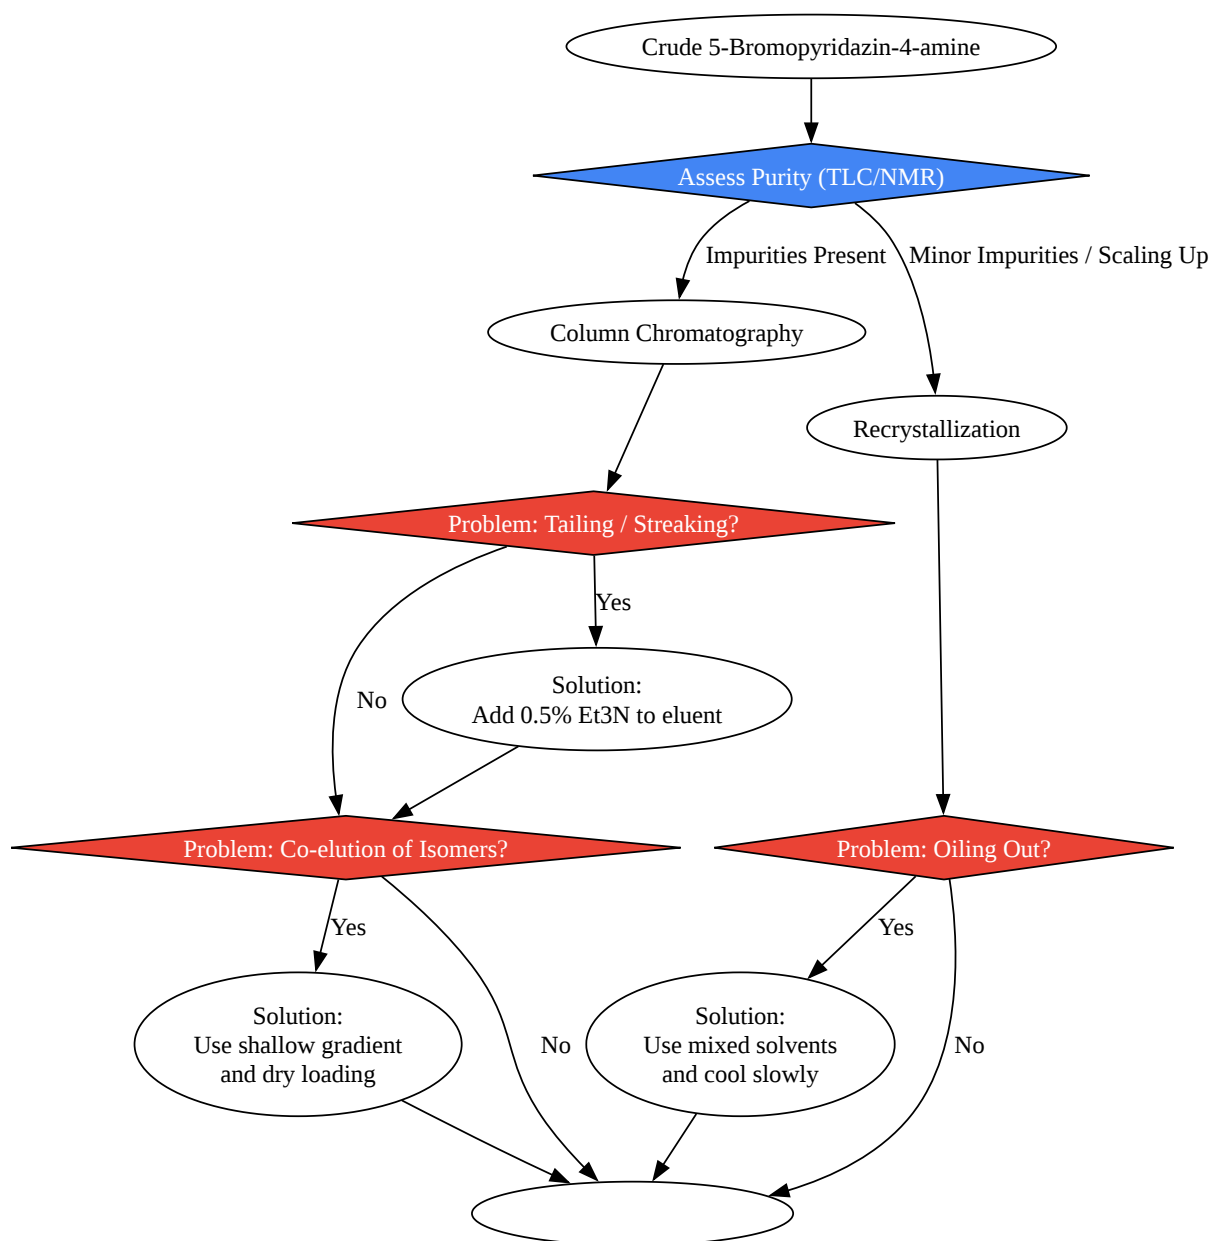 Crude 5-Bromopyridazin-4-amine
Assess Purity (TLC/NMR)
Impurities Present
Minor Impurities / Scaling Up
Column Chromatography
Recrystallization
Problem: Tailing / Streaking?
Yes
No
Solution:
Add 0.5% Et3N to eluent
Problem: Co-elution of Isomers?
Problem: Oiling Out?
Yes
Yes
Solution:
Use shallow gradient
and dry loading
No
Solution:
Use mixed solvents
and cool slowly
No